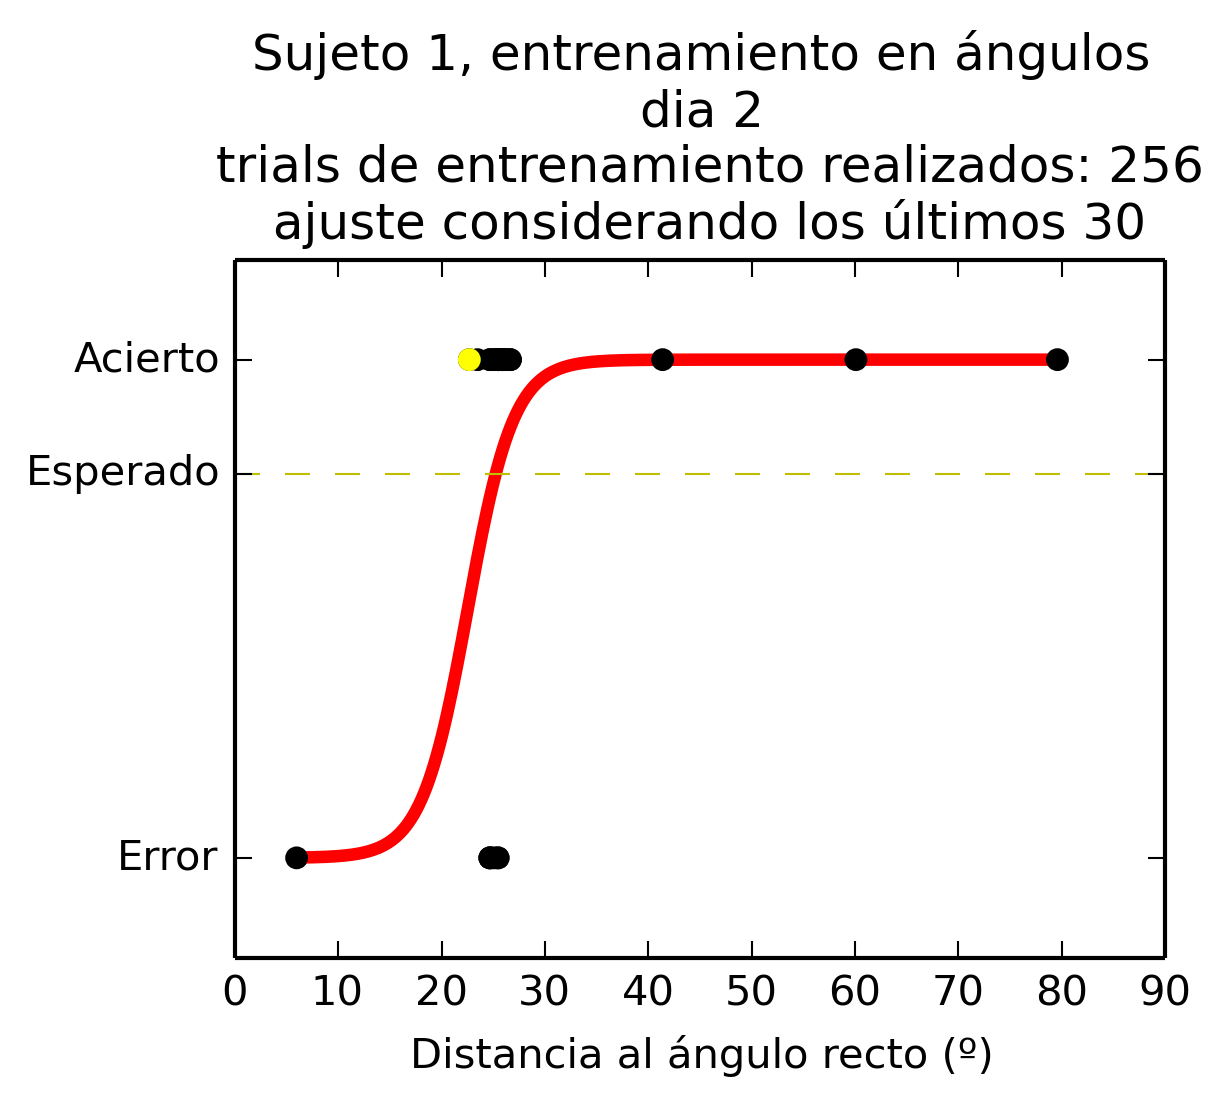 Sujeto 1, entrenamiento en ángulos
dia 2
trials de entrenamiento realizados: 256
ajuste considerando los últimos 30
Acierto
Esperado
Error
0 10 20 30 40 50 60 70 80 90
Distancia al ángulo recto (º)